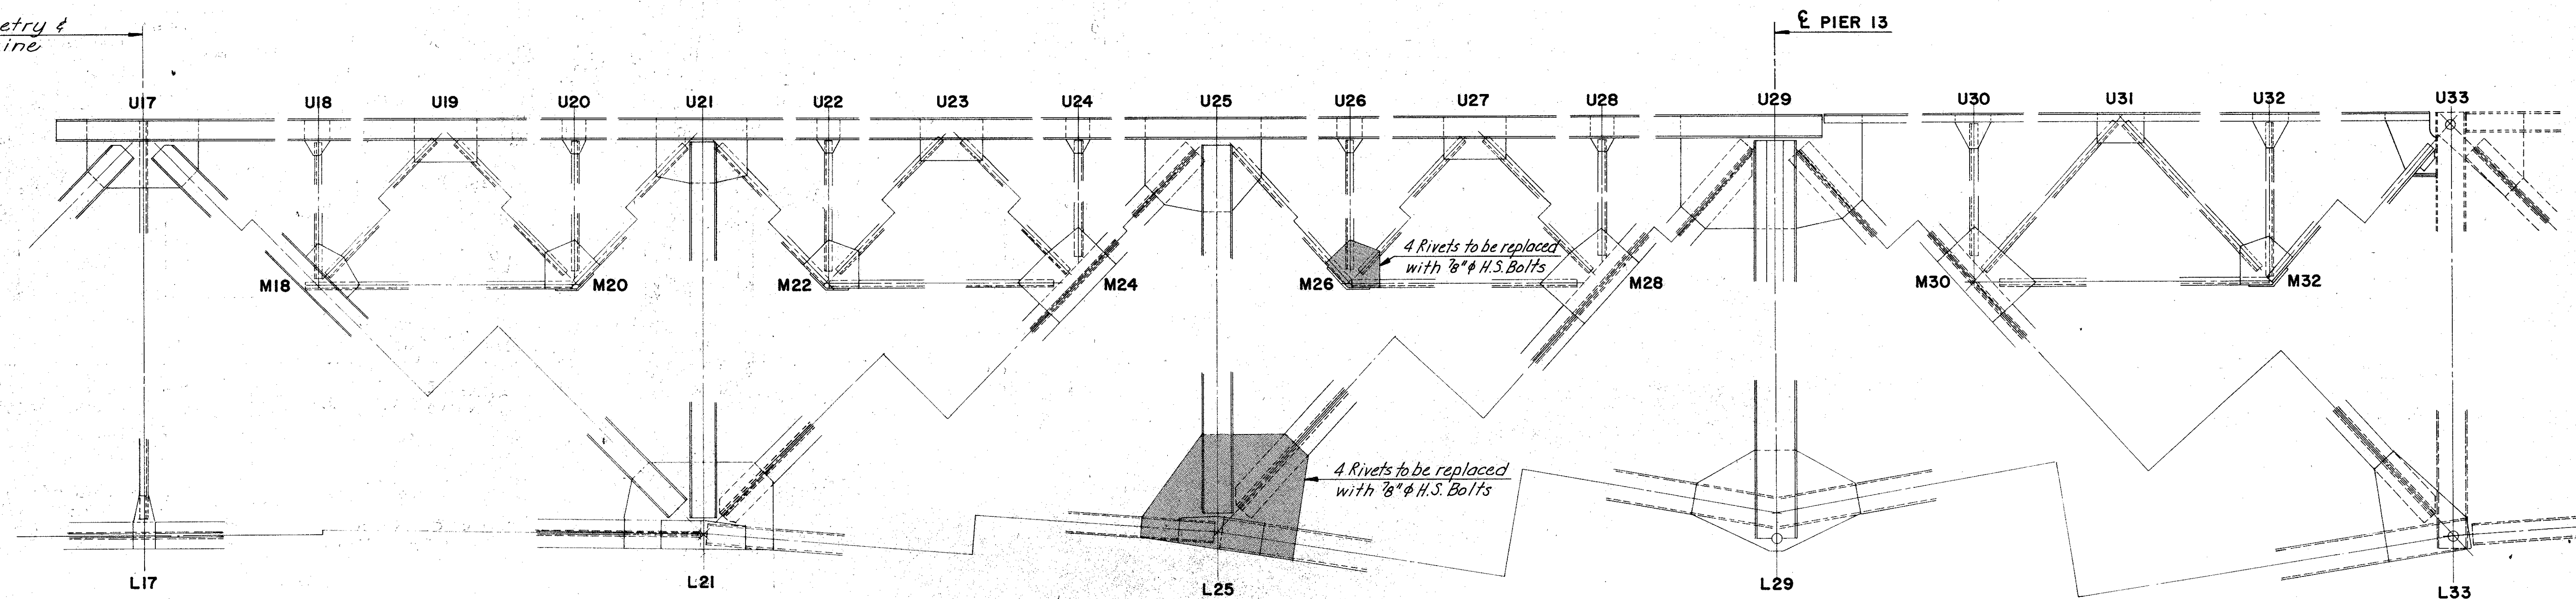 etry &
ine
℄ PIER 13
U17 U18 U19 U20 U21 U22 U23 U24 U25 U26 U27 U28 U29 U30 U31 U32 U33
4 Rivets to be replaced
with 7/8"φ H.S. Bolts
M18 M20 M22 M24 M26 M28 M30 M32
4 Rivets to be replaced
with 7/8"φ H.S. Bolts
L17 L21 L25 L29 L33